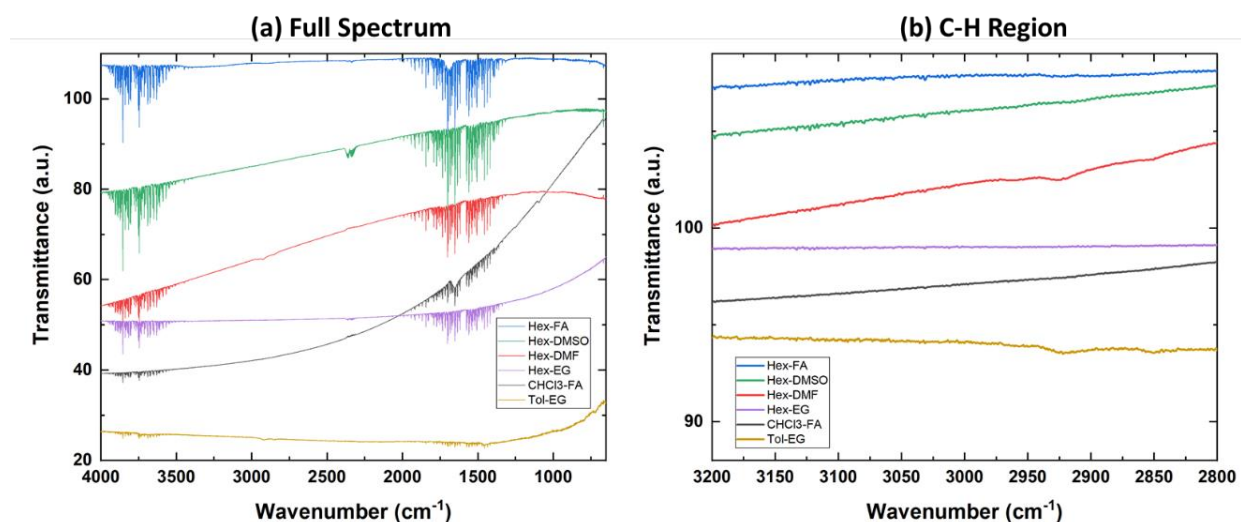 (a) Full Spectrum
(b) C-H Region
Transmittance (a.u.)
100
80
60
40
20
4000 3500 3000 2500 2000 1500 1000
Wavenumber (cm⁻¹)
Hex-FA
Hex-DMSO
Hex-DMF
Hex-EG
CHCl3-FA
Tol-EG
Transmittance (a.u.)
100
90
3200 3150 3100 3050 3000 2950 2900 2850 2800
Wavenumber (cm⁻¹)
Hex-FA
Hex-DMSO
Hex-DMF
Hex-EG
CHCl3-FA
Tol-EG